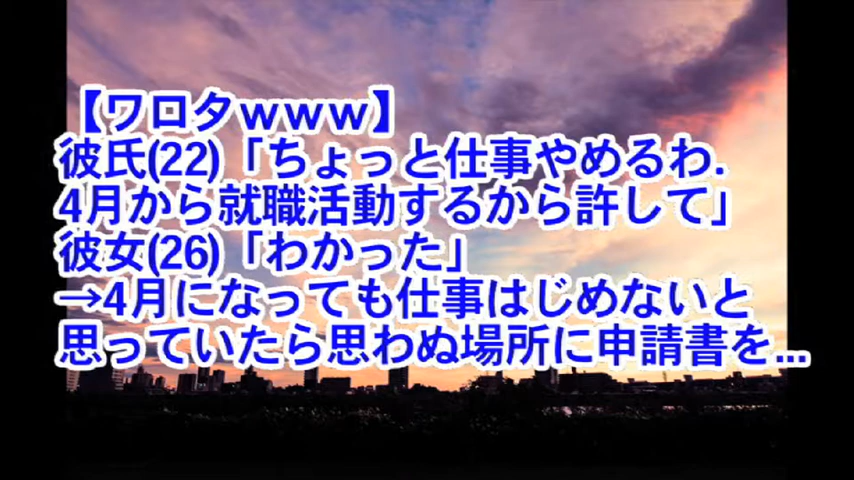 【ワロタwww】
彼氏(22)「ちょっと仕事やめるわ.
4月から就職活動するから許して」
彼女(26)「わかった」
→4月になっても仕事はじめないと
思っていたら思わぬ場所に申請書を...